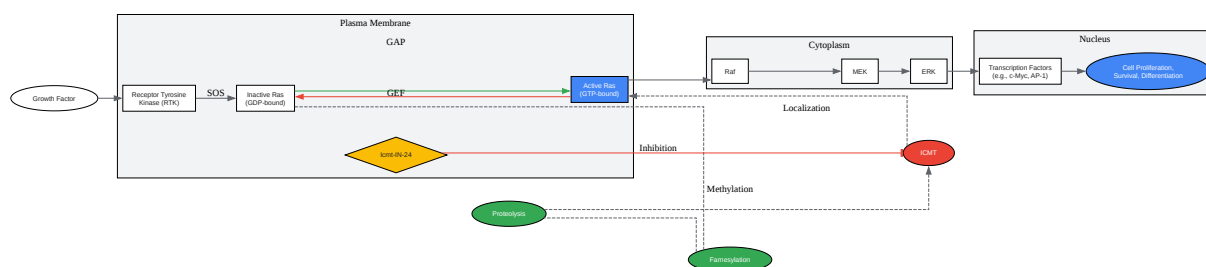 Plasma Membrane
GAP
Growth Factor
Receptor Tyrosine
Kinase (RTK)
SOS
Inactive Ras
(GDP-bound)
GEF
Active Ras
(GTP-bound)
Icmt-IN-24
Inhibition
Cytoplasm
Raf
MEK
ERK
Nucleus
Transcription Factors
(e.g., c-Myc, AP-1)
Cell Proliferation,
Survival, Differentiation
Localization
ICMT
Methylation
Proteolysis
Farnesylation